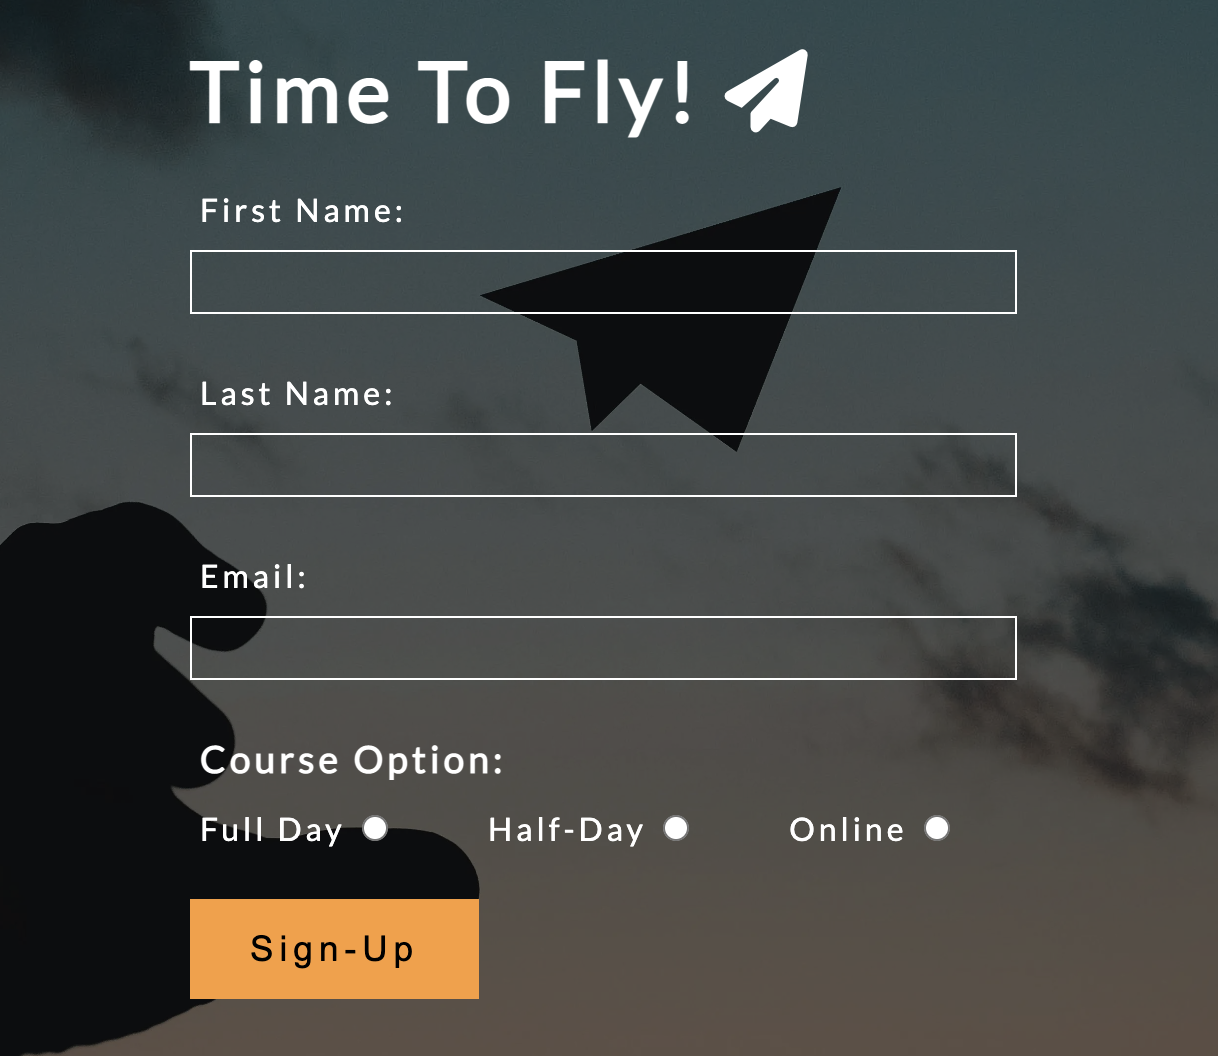 Time To Fly!
First Name:
Last Name:
Email:
Course Option:
Full Day Half-Day Online
Sign-Up